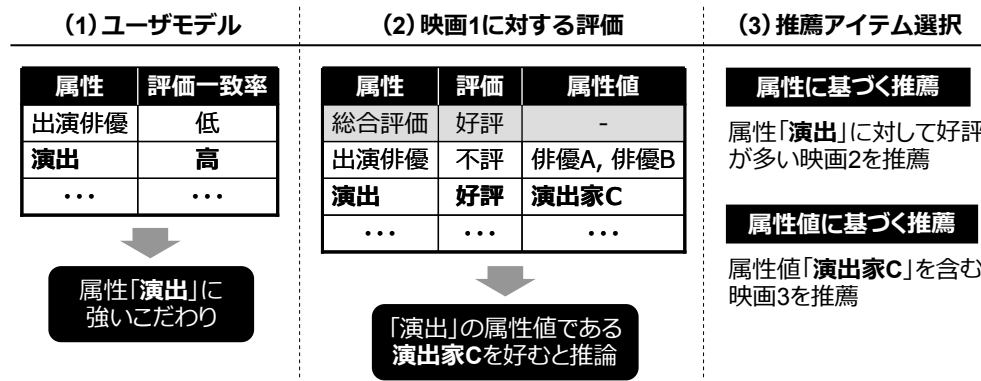 (1)ユーザモデル
属性 評価一致率
出演俳優 低
演出 高
･･･ ･･･
属性｢演出｣に
強いこだわり
(2)映画1に対する評価
属性 評価 属性値
総合評価 好評 -
出演俳優 不評 俳優A, 俳優B
演出 好評 演出家C
･･･ ･･･ ･･･
｢演出｣の属性値である
演出家Cを好むと推論
(3)推薦アイテム選択
属性に基づく推薦
属性｢演出｣に対して好評
が多い映画2を推薦
属性値に基づく推薦
属性値｢演出家C｣を含む
映画3を推薦